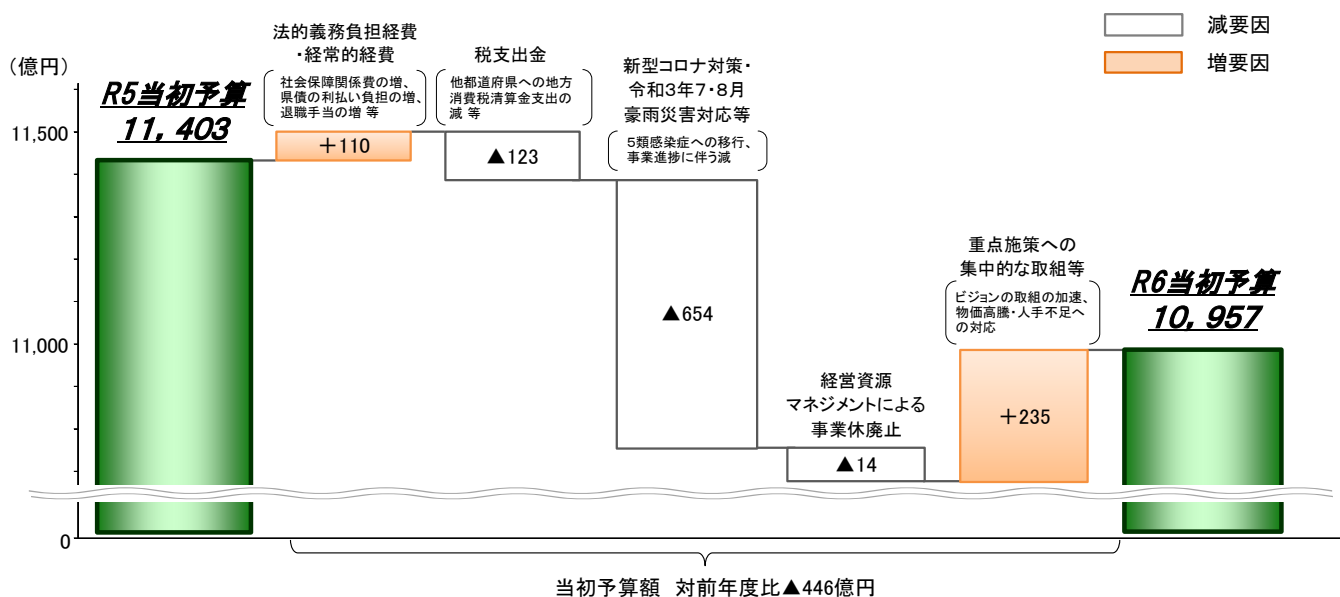 減要因
増要因
(億円)
11,500
11,000
0
R5当初予算
11,403
法的義務負担経費
・経常的経費
社会保障関係費の増、
県債の利払い負担の増、
退職手当の増 等
+110
税支出金
他都道府県への地方
消費税清算金支出の
減 等
▲123
新型コロナ対策・
令和3年7・8月
豪雨災害対応等
5類感染症への移行、
事業進捗に伴う減
▲654
経営資源
マネジメントによる
事業休廃止
▲14
重点施策への
集中的な取組等
ビジョンの取組の加速、
物価高騰・人手不足へ
の対応
+235
R6当初予算
10,957
当初予算額 対前年度比▲446億円